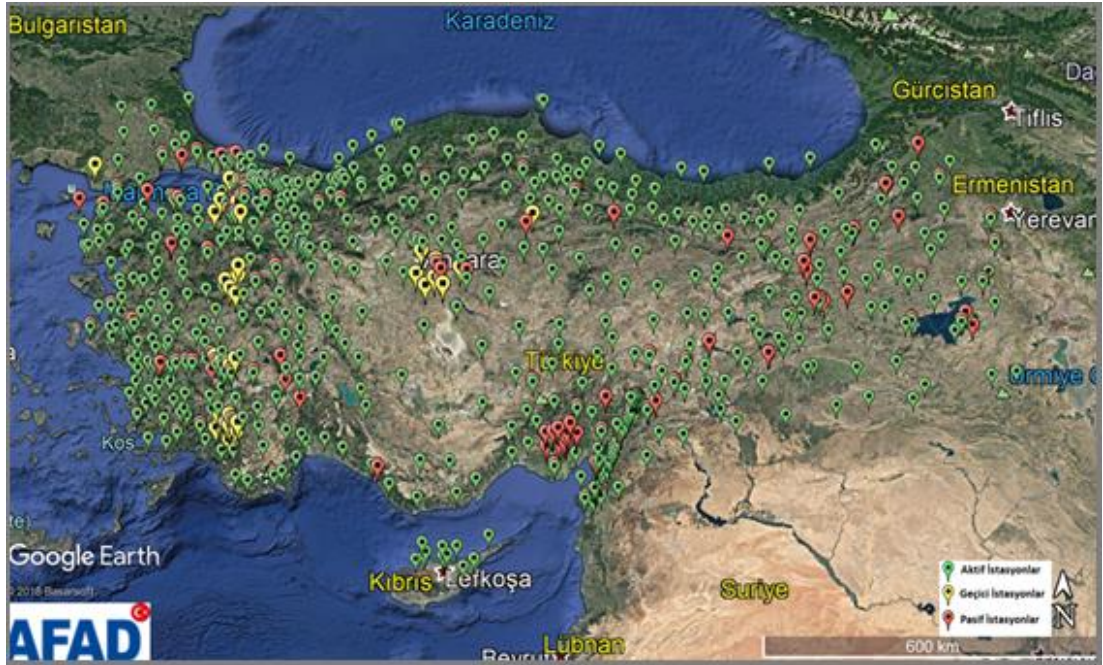 Bulgaristan
Karadeniz
Gürcistan
Tiflis
Ermenistan
Yerevan
Türkiye
Kos
Google Earth
Kıbrıs
Lefkoşa
Suriye
Lübnan
AFAD
Aktif İstasyonlar
Geçici İstasyonlar
Pasif İstasyonlar
N
600 km